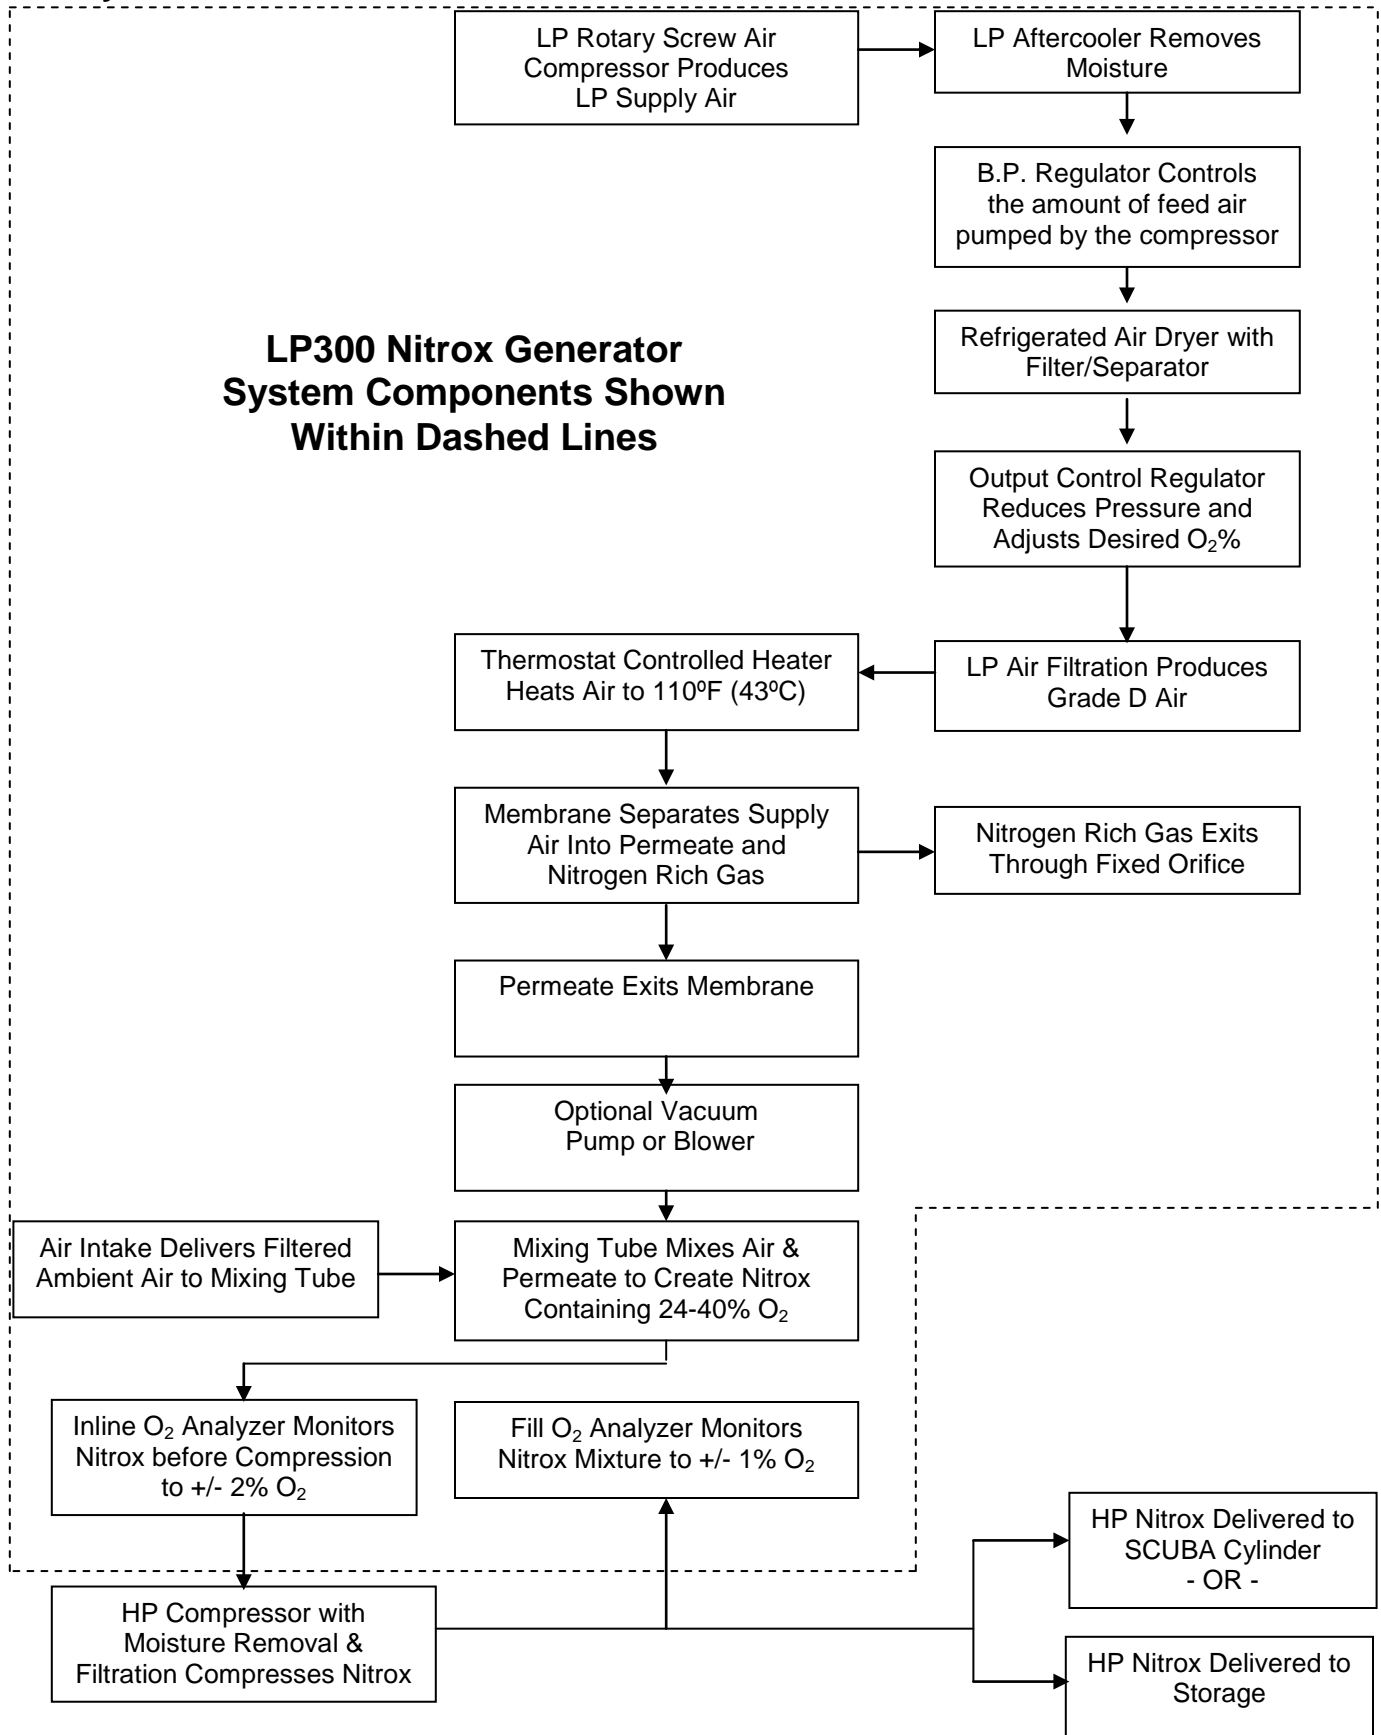 LP Rotary Screw Air
Compressor Produces
LP Supply Air
LP Aftercooler Removes
Moisture
B.P. Regulator Controls
the amount of feed air
pumped by the compressor
Refrigerated Air Dryer with
Filter/Separator
LP300 Nitrox Generator
System Components Shown
Within Dashed Lines
Output Control Regulator
Reduces Pressure and
Adjusts Desired O₂%
LP Air Filtration Produces
Grade D Air
Thermostat Controlled Heater
Heats Air to 110ºF (43ºC)
Membrane Separates Supply
Air Into Permeate and
Nitrogen Rich Gas
Nitrogen Rich Gas Exits
Through Fixed Orifice
Permeate Exits Membrane
Optional Vacuum
Pump or Blower
Air Intake Delivers Filtered
Ambient Air to Mixing Tube
Mixing Tube Mixes Air &
Permeate to Create Nitrox
Containing 24-40% O₂
Inline O₂ Analyzer Monitors
Nitrox before Compression
to +/- 2% O₂
Fill O₂ Analyzer Monitors
Nitrox Mixture to +/- 1% O₂
HP Compressor with
Moisture Removal &
Filtration Compresses Nitrox
HP Nitrox Delivered to
SCUBA Cylinder
- OR -
HP Nitrox Delivered to
Storage